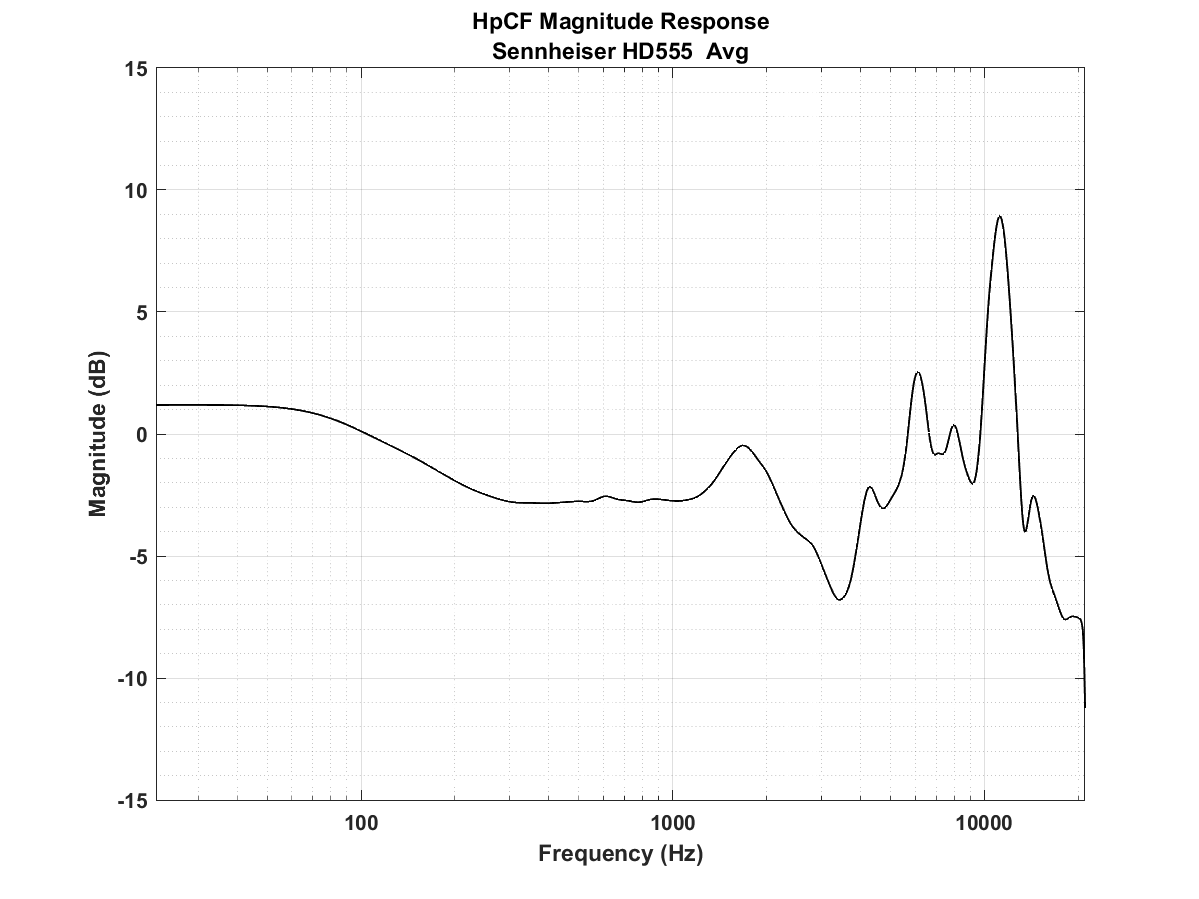 HpCF Magnitude Response
Sennheiser HD555  Avg
15
10
5
0
-5
-10
-15
Magnitude (dB)
100
1000
10000
Frequency (Hz)